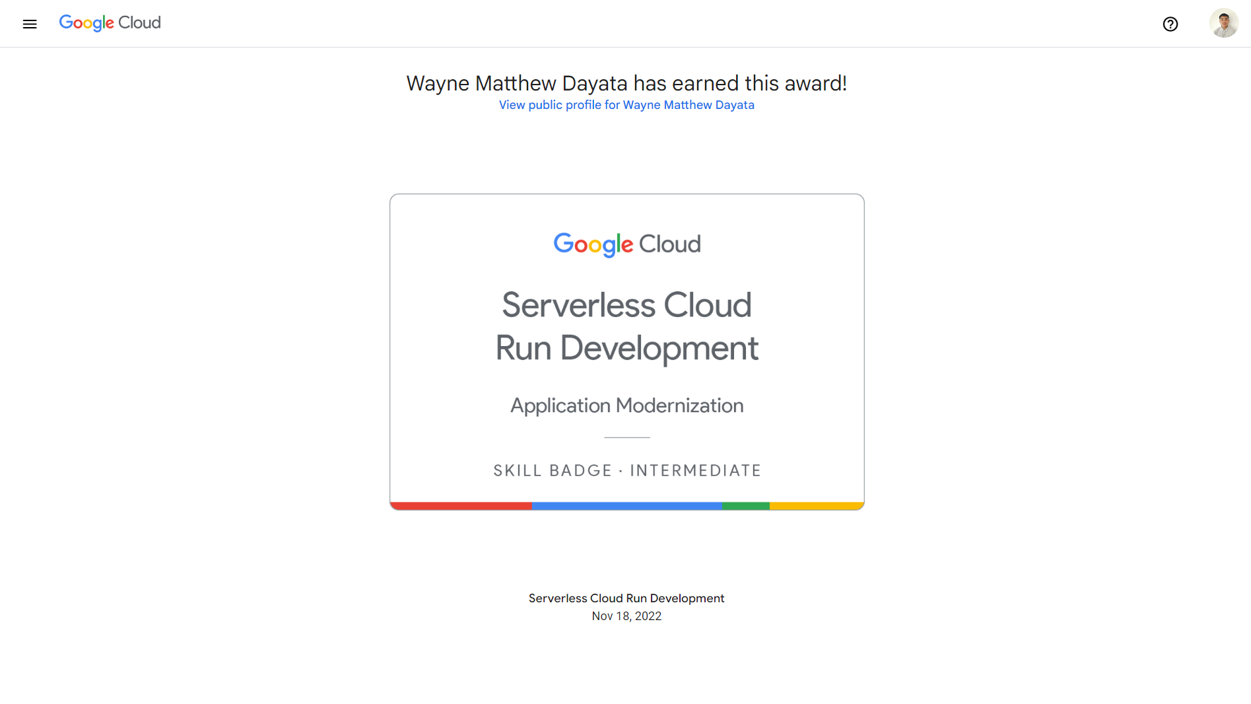 Google Cloud
Wayne Matthew Dayata has earned this award!
View public profile for Wayne Matthew Dayata
Google Cloud
Serverless Cloud
Run Development
Application Modernization
SKILL BADGE · INTERMEDIATE
Serverless Cloud Run Development
Nov 18, 2022